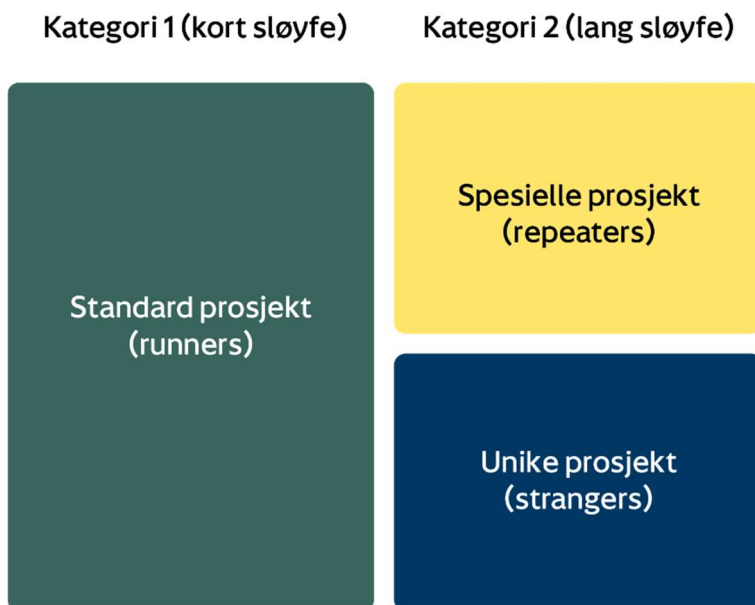 Kategori 1 (kort sløyfe)
Kategori 2 (lang sløyfe)
Standard prosjekt
(runners)
Spesielle prosjekt
(repeaters)
Unike prosjekt
(strangers)